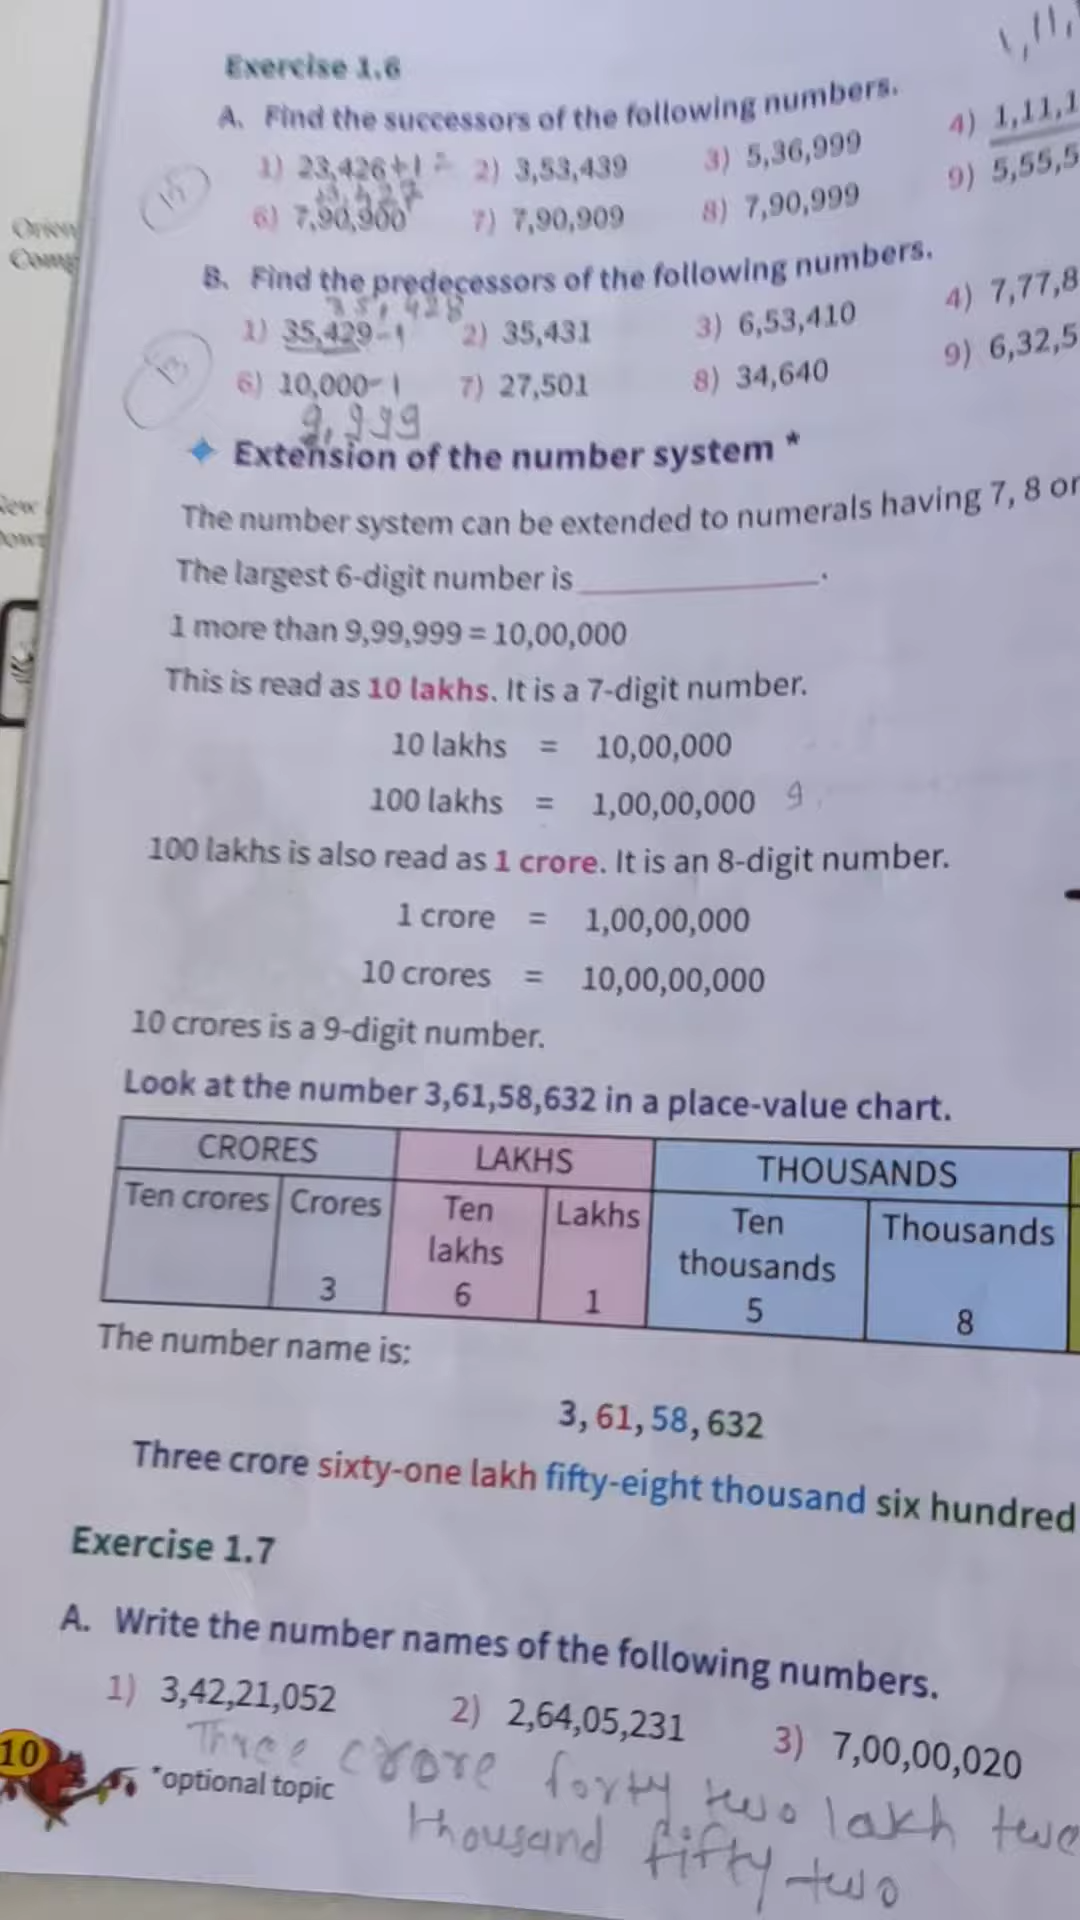 1,11,
Exercise 1.6
A. Find the successors of the following numbers.
1) 23,426+1= 2) 3,53,439 3) 5,36,999 4) 1,11,1
6) 7,90,900 7) 7,90,909 8) 7,90,999 9) 5,55,5
B. Find the predecessors of the following numbers.
35,428
1) 35,429-1 2) 35,431 3) 6,53,410 4) 7,77,8
6) 10,000-1 7) 27,501 8) 34,640 9) 6,32,5
9,999
Extension of the number system *
The number system can be extended to numerals having 7, 8 or
The largest 6-digit number is ____________.
1 more than 9,99,999 = 10,00,000
This is read as 10 lakhs. It is a 7-digit number.
10 lakhs = 10,00,000
100 lakhs = 1,00,00,000 9
100 lakhs is also read as 1 crore. It is an 8-digit number.
1 crore = 1,00,00,000
10 crores = 10,00,00,000
10 crores is a 9-digit number.
Look at the number 3,61,58,632 in a place-value chart.
CRORES LAKHS THOUSANDS
Ten crores Crores Ten lakhs Lakhs Ten thousands Thousands
3 6 1 5 8
The number name is:
3, 61, 58, 632
Three crore sixty-one lakh fifty-eight thousand six hundred
Exercise 1.7
A. Write the number names of the following numbers.
1) 3,42,21,052 2) 2,64,05,231 3) 7,00,00,020
Three crore forty two lakh
thousand fifty two
10
*optional topic